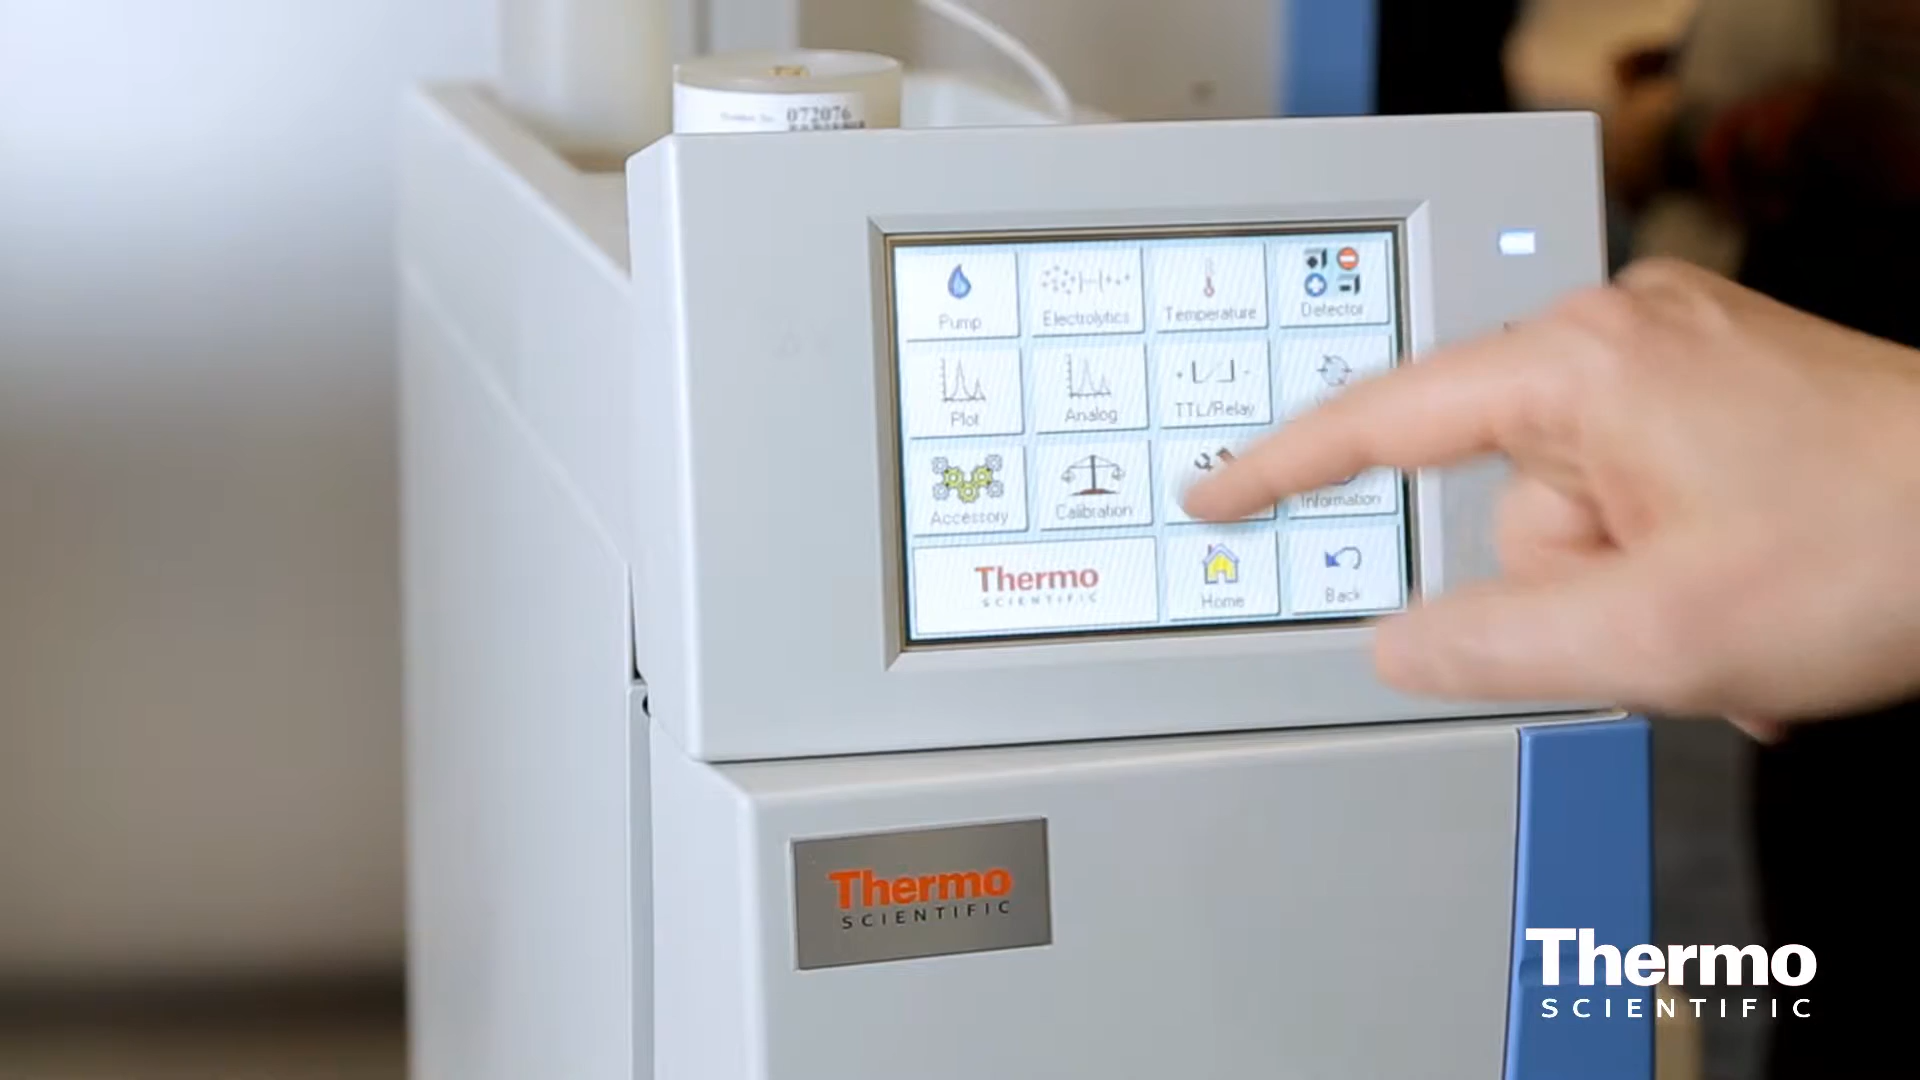 072076
Pump
Electrolytics
Temperature
Detector
Plot
Analog
TTL/Relay
Accessory
Calibration
Information
Thermo
SCIENTIFIC
Home
Back
Thermo
SCIENTIFIC
Thermo
SCIENTIFIC